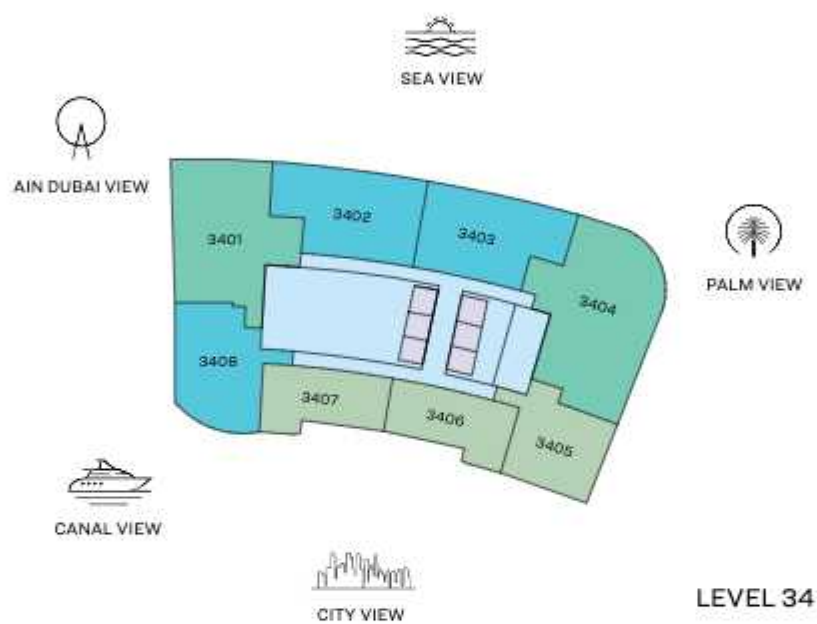 SEA VIEW
AIN DUBAI VIEW
3401
3402
3403
3404
PALM VIEW
3408
3407
3406
3405
CANAL VIEW
CITY VIEW
LEVEL 34